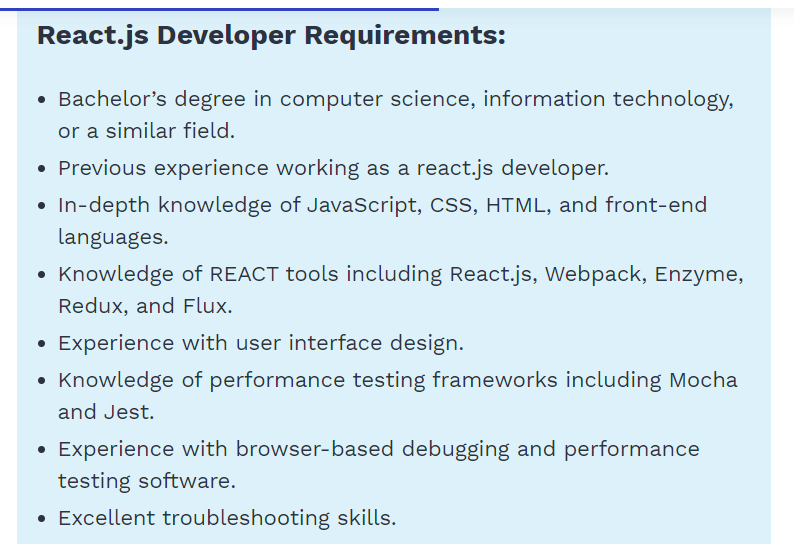 React.js Developer Requirements:
• Bachelor’s degree in computer science, information technology,
or a similar field.
• Previous experience working as a react.js developer.
• In-depth knowledge of JavaScript, CSS, HTML, and front-end
languages.
• Knowledge of REACT tools including React.js, Webpack, Enzyme,
Redux, and Flux.
• Experience with user interface design.
• Knowledge of performance testing frameworks including Mocha
and Jest.
• Experience with browser-based debugging and performance
testing software.
• Excellent troubleshooting skills.